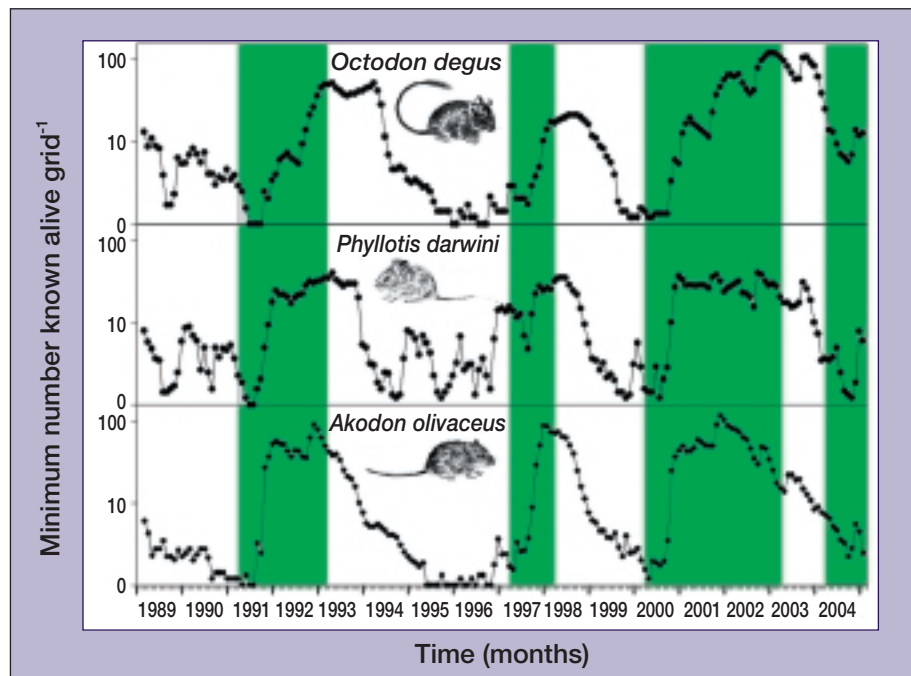 Minimum number known alive grid-1
100
10
0
Octodon degus
100
10
0
Phyllotis darwini
100
10
0
Akodon olivaceus
1989 1990 1991 1992 1993 1994 1995 1996 1997 1998 1999 2000 2001 2002 2003 2004
Time (months)